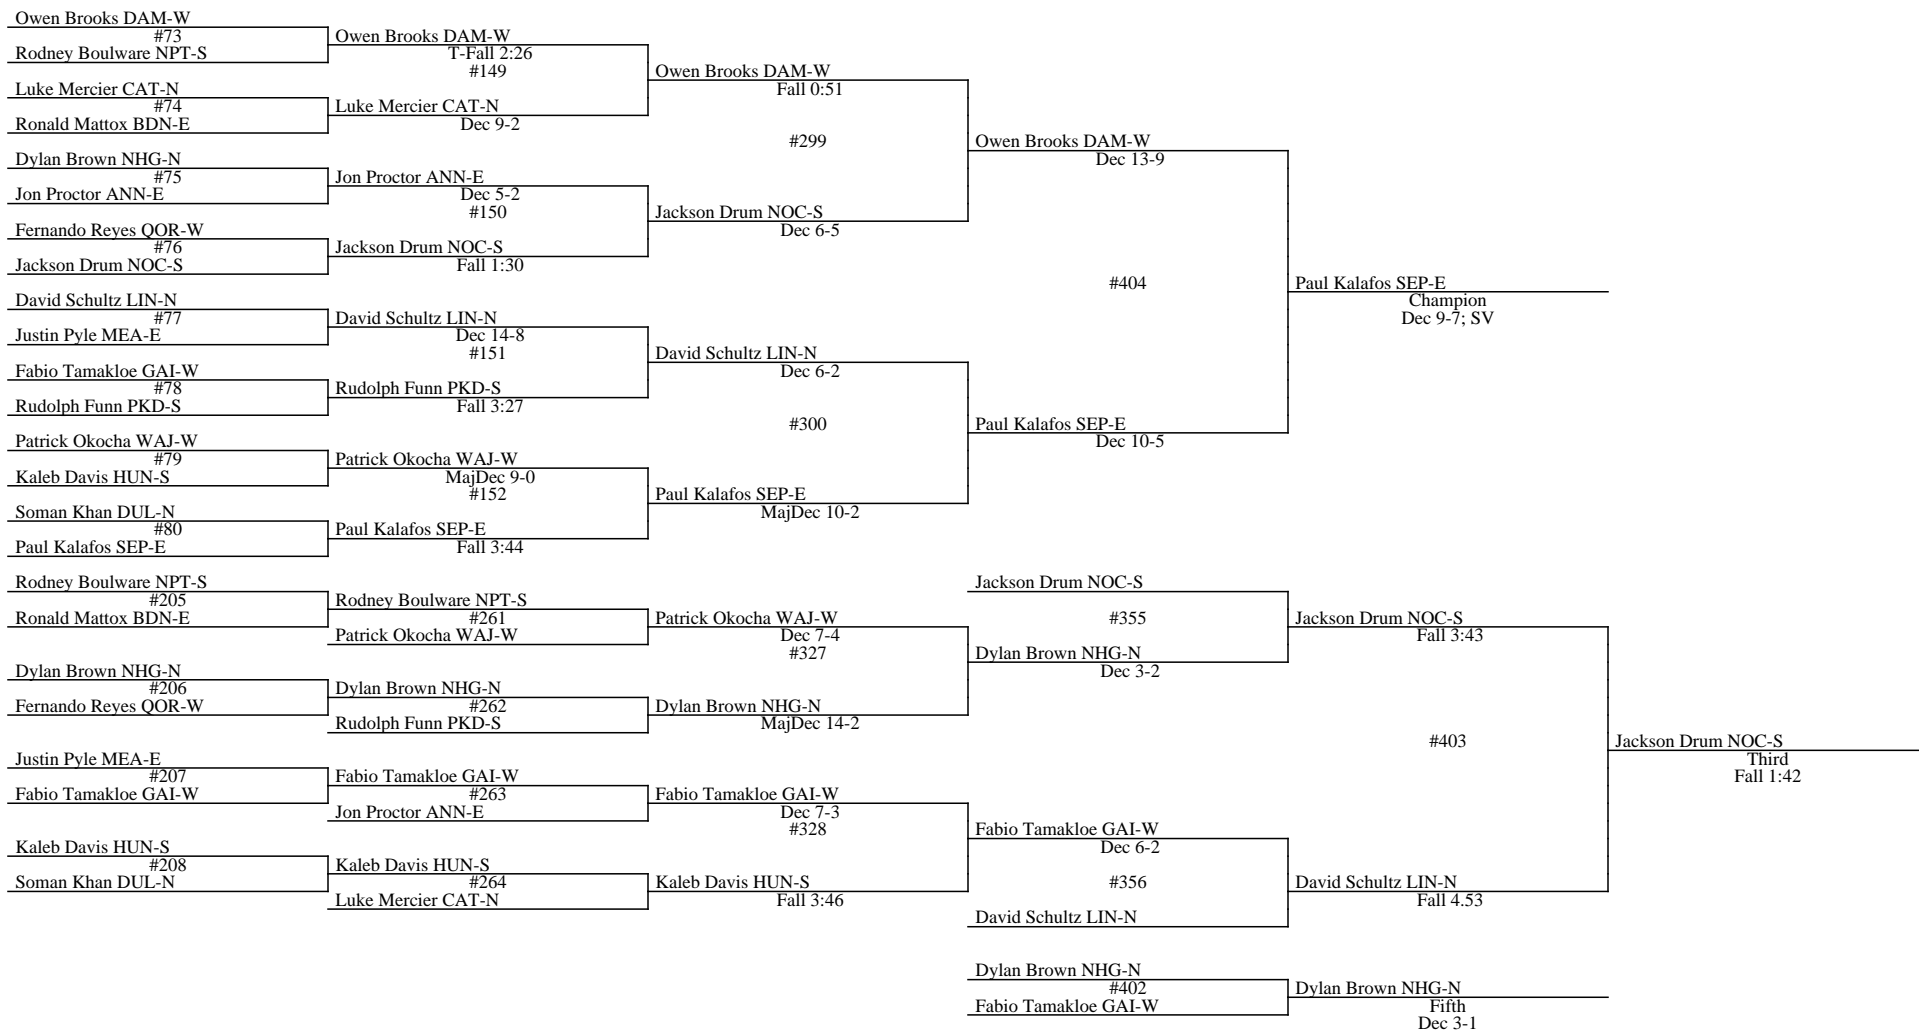 Owen Brooks DAM-W
#73
Rodney Boulware NPT-S
Luke Mercier CAT-N
#74
Ronald Mattox BDN-E
Dylan Brown NHG-N
#75
Jon Proctor ANN-E
Fernando Reyes QOR-W
#76
Jackson Drum NOC-S
David Schultz LIN-N
#77
Justin Pyle MEA-E
Fabio Tamakloe GAI-W
#78
Rudolph Funn PKD-S
Patrick Okocha WAJ-W
#79
Kaleb Davis HUN-S
Soman Khan DUL-N
#80
Paul Kalafos SEP-E
Owen Brooks DAM-W
T-Fall 2:26
#149
Luke Mercier CAT-N
Dec 9-2
Jon Proctor ANN-E
Dec 5-2
#150
Jackson Drum NOC-S
Fall 1:30
David Schultz LIN-N
Dec 14-8
#151
Rudolph Funn PKD-S
Fall 3:27
Patrick Okocha WAJ-W
MajDec 9-0
#152
Paul Kalafos SEP-E
Fall 3:44
Owen Brooks DAM-W
Fall 0:51
#299
Jackson Drum NOC-S
Dec 6-5
David Schultz LIN-N
Dec 6-2
#300
Paul Kalafos SEP-E
MajDec 10-2
Owen Brooks DAM-W
Dec 13-9
#404
Paul Kalafos SEP-E
Dec 10-5
Paul Kalafos SEP-E
Champion
Dec 9-7; SV
Rodney Boulware NPT-S
#205
Ronald Mattox BDN-E
Dylan Brown NHG-N
#206
Fernando Reyes QOR-W
Justin Pyle MEA-E
#207
Fabio Tamakloe GAI-W
Kaleb Davis HUN-S
#208
Soman Khan DUL-N
Rodney Boulware NPT-S
#261
Patrick Okocha WAJ-W
Dylan Brown NHG-N
#262
Rudolph Funn PKD-S
Fabio Tamakloe GAI-W
#263
Jon Proctor ANN-E
Kaleb Davis HUN-S
#264
Luke Mercier CAT-N
Patrick Okocha WAJ-W
Dec 7-4
#327
Dylan Brown NHG-N
MajDec 14-2
Fabio Tamakloe GAI-W
Dec 7-3
#328
Kaleb Davis HUN-S
Fall 3:46
Jackson Drum NOC-S
#355
Dylan Brown NHG-N
Dec 3-2
Fabio Tamakloe GAI-W
Dec 6-2
#356
David Schultz LIN-N
Jackson Drum NOC-S
Fall 3:43
#403
David Schultz LIN-N
Fall 4.53
Jackson Drum NOC-S
Third
Fall 1:42
Dylan Brown NHG-N
#402
Fabio Tamakloe GAI-W
Dylan Brown NHG-N
Fifth
Dec 3-1